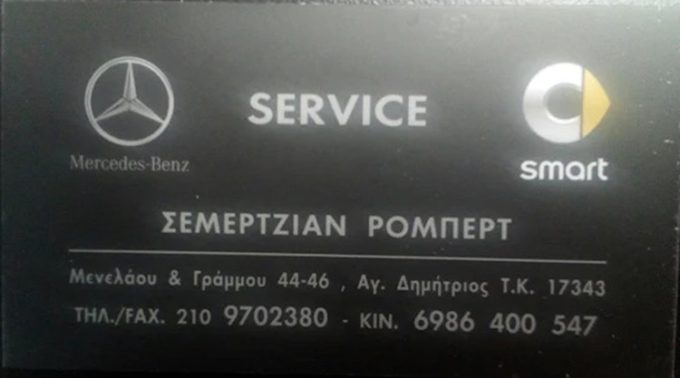 SERVICE
Mercedes-Benz
smart
ΣΕΜΕΡΤΖΙΑΝ ΡΟΜΠΕΡΤ
Μενελάου & Γράμμου 44-46 , Αγ. Δημήτριος Τ.Κ. 17343
ΤΗΛ./FAX. 210 9702380 - ΚΙΝ. 6986 400 547